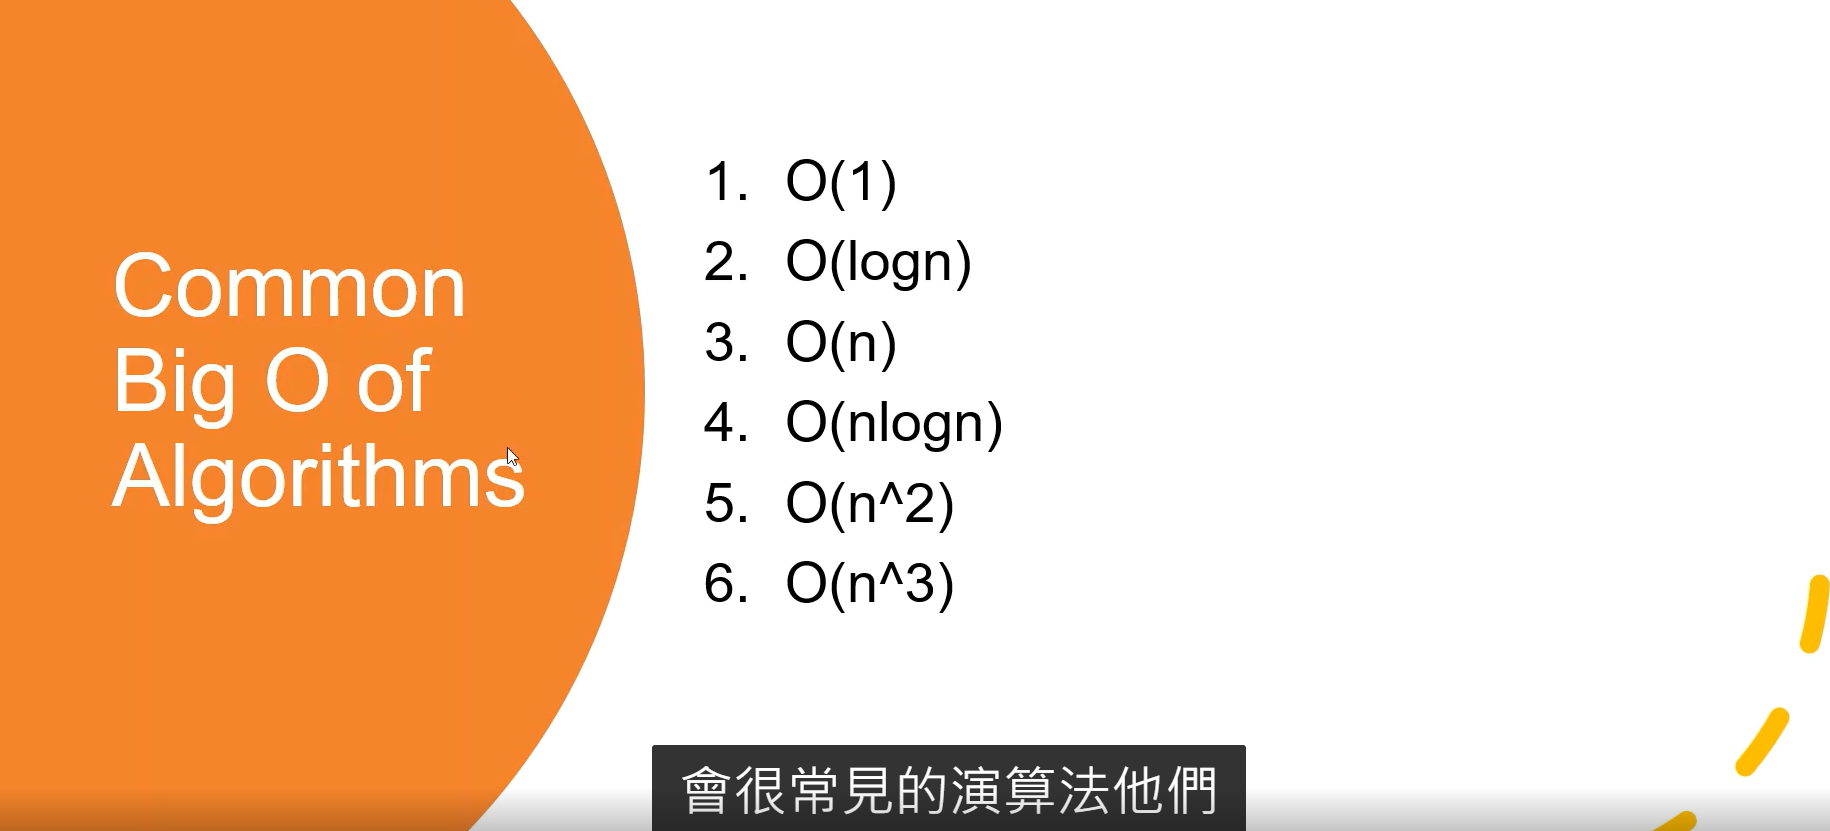 Common
Big O of
Algorithms
1. O(1)
2. O(logn)
3. O(n)
4. O(nlogn)
5. O(n^2)
6. O(n^3)
會很常見的演算法他們